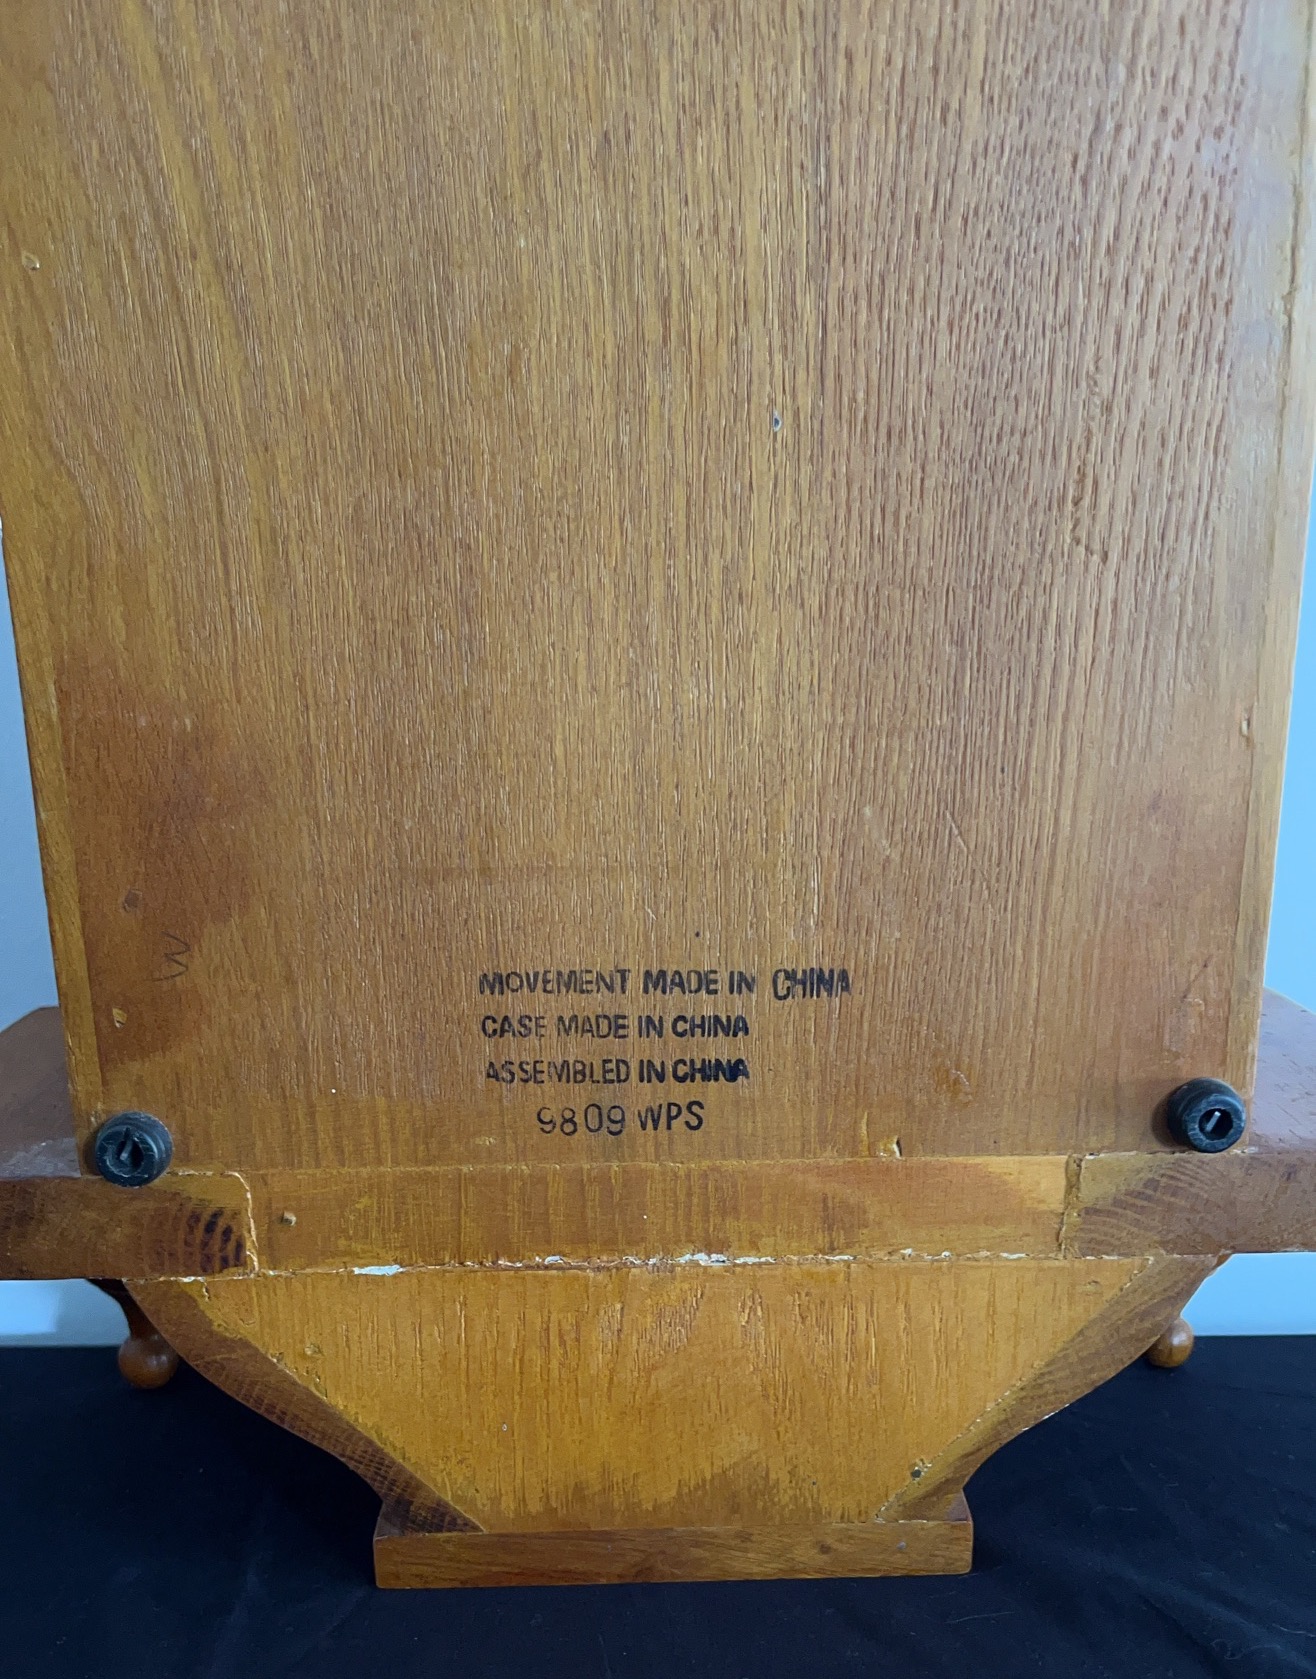 MOVEMENT MADE IN CHINA
CASE MADE IN CHINA
ASSEMBLED IN CHINA
9809 WPS